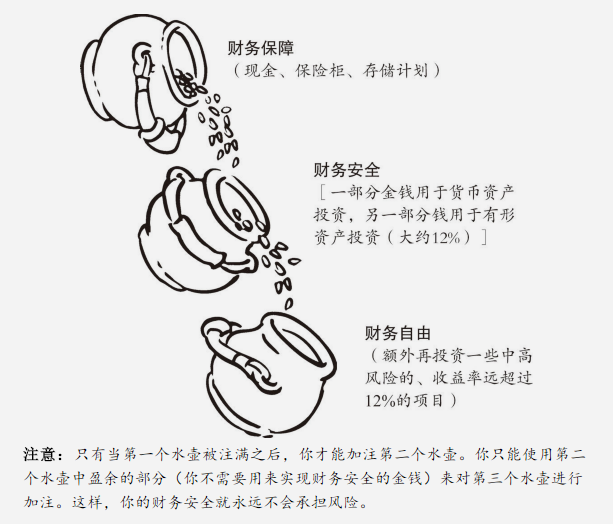 财务保障
（现金、保险柜、存储计划）
财务安全
［一部分金钱用于货币资产
投资，另一部分钱用于有形
资产投资（大约12%）］
财务自由
（额外再投资一些中高
风险的、收益率远超过
12%的项目）
注意：只有当第一个水壶被注满之后，你才能加注第二个水壶。你只能使用第二
个水壶中盈余的部分（你不需要用来实现财务安全的金钱）来对第三个水壶进行
加注。这样，你的财务安全就永远不会承担风险。